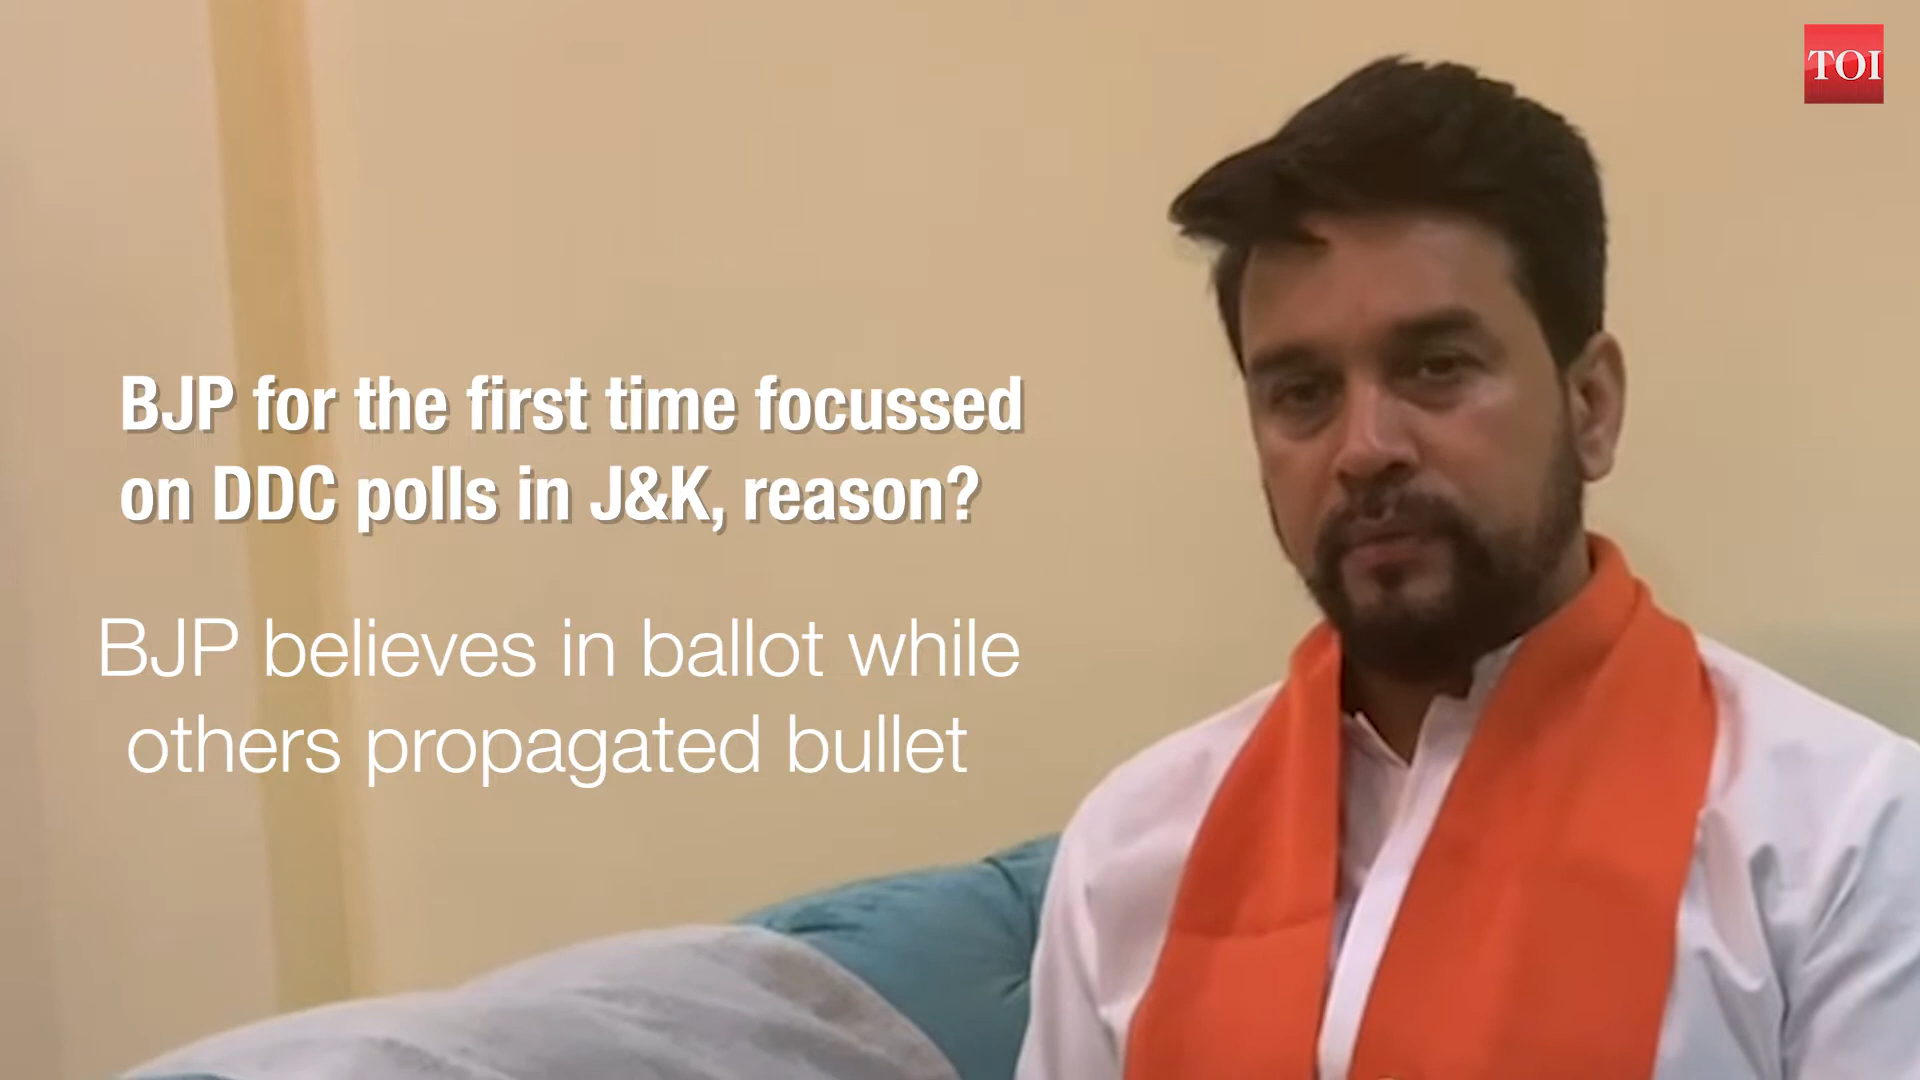 TOI
BJP for the first time focussed
on DDC polls in J&K, reason?
BJP believes in ballot while
others propagated bullet